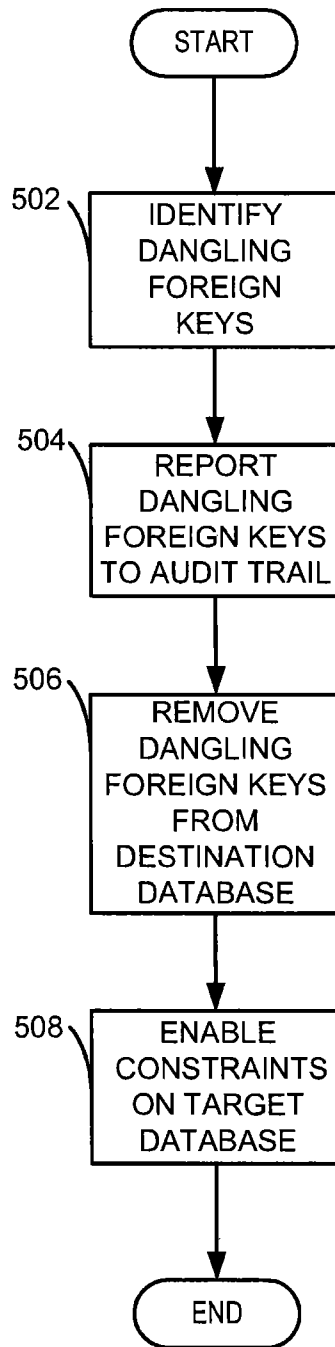 START
502
IDENTIFY
DANGLING
FOREIGN
KEYS
504
REPORT
DANGLING
FOREIGN KEYS
TO AUDIT TRAIL
506
REMOVE
DANGLING
FOREIGN KEYS
FROM
DESTINATION
DATABASE
508
ENABLE
CONSTRAINTS
ON TARGET
DATABASE
END